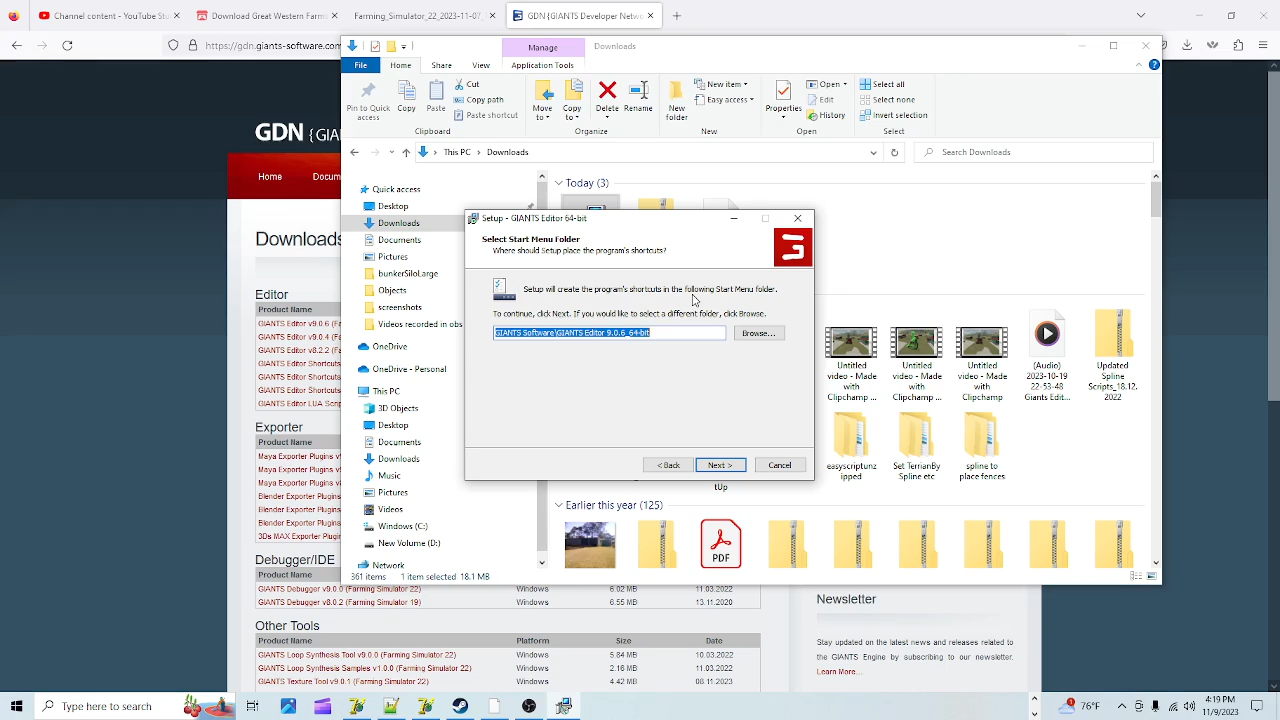 Channel content - YouTube S
Download Great Western Farms
Farming_Simulator_22_2023-11-07.
GDN {GIANTS Developer Network
https://gdn.giants-software.com
Manage
Downloads
File
Home
Share
View
Application Tools
Pin to Quick access
Copy
Paste
Cut
Copy path
Paste shortcut
Clipboard
Move to
Copy to
Delete
Rename
Organize
New folder
New item
Easy access
New
Properties
Open
Edit
History
Open
Select all
Select none
Invert selection
Select
This PC > Downloads
Search Downloads
GDN {GIA
Home
Docum
Downloads
Editor
Product Name
GIANTS Editor v9.0.6 (F
GIANTS Editor v9.0.4 (F
GIANTS Editor v8.2.2 (F
GIANTS Editor Shortcuts
GIANTS Editor Shortcuts
GIANTS Editor Shortcuts
GIANTS Editor LUA Scrip
Exporter
Product Name
Maya Exporter Plugins v
Maya Exporter Plugins v
Blender Exporter Plugins
Blender Exporter Plugins
Blender Exporter Plugins
3Ds MAX Exporter Plugin
Debugger/IDE
Product Name
GIANTS Debugger v9.0.0 (Farming Simulator 22) Windows 6.02 MB 11.03.2022
GIANTS Debugger v8.0.2 (Farming Simulator 19) Windows 6.55 MB 13.11.2020
Other Tools
Product Name Platform Size Date
GIANTS Loop Synthesis Tool v9.0.0 (Farming Simulator 22) Windows 5.84 MB 10.03.2022
GIANTS Loop Synthesis Samples v1.0.0 (Farming Simulator 22) Windows 2.16 MB 11.03.2022
GIANTS Texture Tool v9.0.1 (Farming Simulator 22) Windows 4.42 MB 08.11.2023
Quick access
Desktop
Downloads
Documents
Pictures
bunkerSiloLarge
Objects
screenshots
Videos recorded in obs
OneDrive
OneDrive - Personal
This PC
3D Objects
Desktop
Documents
Downloads
Music
Pictures
Videos
Windows (C:)
New Volume (D:)
Network
Today (3)
Setup - GIANTS Editor 64-bit
Select Start Menu Folder
Where should Setup place the program's shortcuts?
Setup will create the program's shortcuts in the following Start Menu folder.
To continue, click Next. If you would like to select a different folder, click Browse.
GIANTS Software\GIANTS Editor 9.0.6_64-bit
Browse...
< Back
Next >
Cancel
tUp
Untitled video - Made with Clipchamp ...
Untitled video - Made with Clipchamp ...
Untitled video - Made with Clipchamp ...
(Audio) 2023-10-19 22-53-48 Giants Edit...
Updated Spline Scripts_18.12.2022
easyscriptunzipped
Set TerrianBy Spline etc
spline to place fences
Earlier this year (125)
PDF
361 items
1 item selected 18.1 MB
Newsletter
Stay updated on the latest news and releases related to
the GIANTS Engine by subscribing to our newsletter.
Learn More...
Type here to search
76°F
4:19 PM
11/9/2023